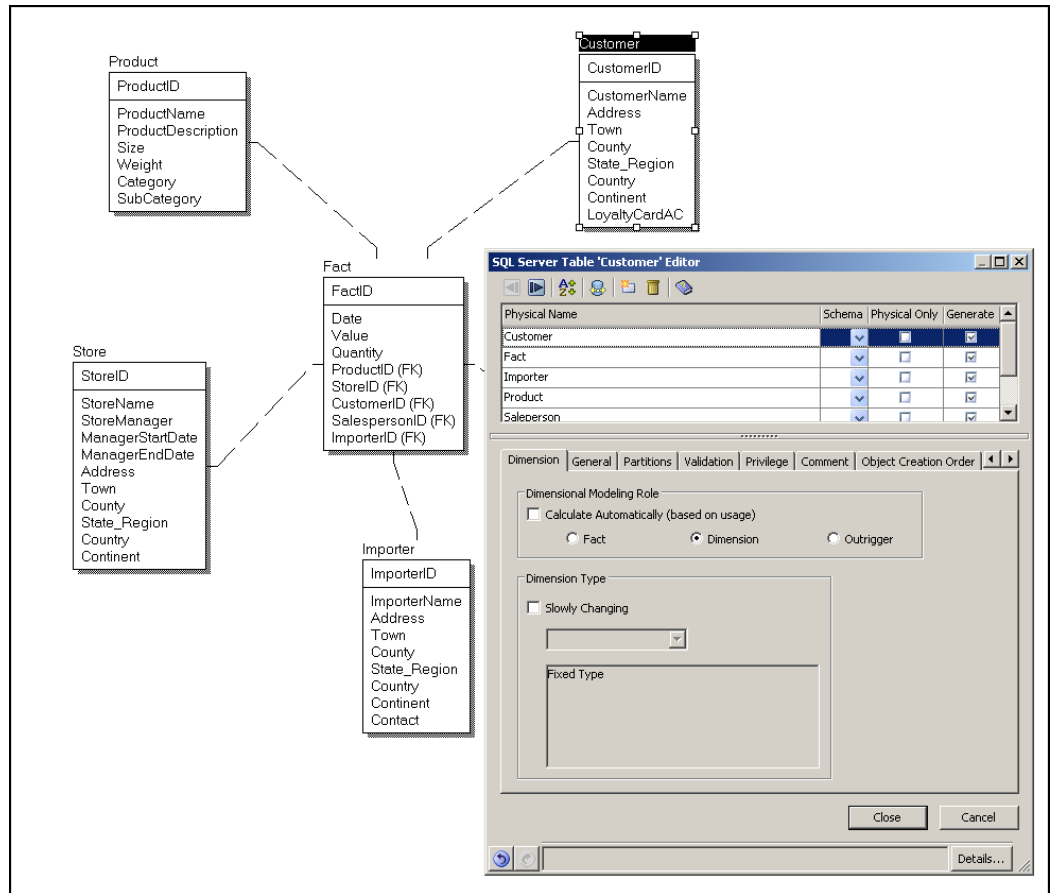 Product
ProductID
ProductName
ProductDescription
Size
Weight
Category
SubCategory
Customer
CustomerID
CustomerName
Address
Town
County
State_Region
Country
Continent
LoyaltyCardAC
Fact
FactID
Date
Value
Quantity
ProductID (FK)
StoreID (FK)
CustomerID (FK)
SalespersonID (FK)
ImporterID (FK)
Store
StoreID
StoreName
StoreManager
ManagerStartDate
ManagerEndDate
Address
Town
County
State_Region
Country
Continent
Importer
ImporterID
ImporterName
Address
Town
County
State_Region
Country
Continent
Contact
SQL Server Table 'Customer' Editor
Physical Name Schema Physical Only Generate
Customer
Fact
Importer
Product
Saleperson
Dimension General Partitions Validation Privilege Comment Object Creation Order
Dimensional Modeling Role
Calculate Automatically (based on usage)
Fact Dimension Outrigger
Dimension Type
Slowly Changing
Fixed Type
Close Cancel
Details...